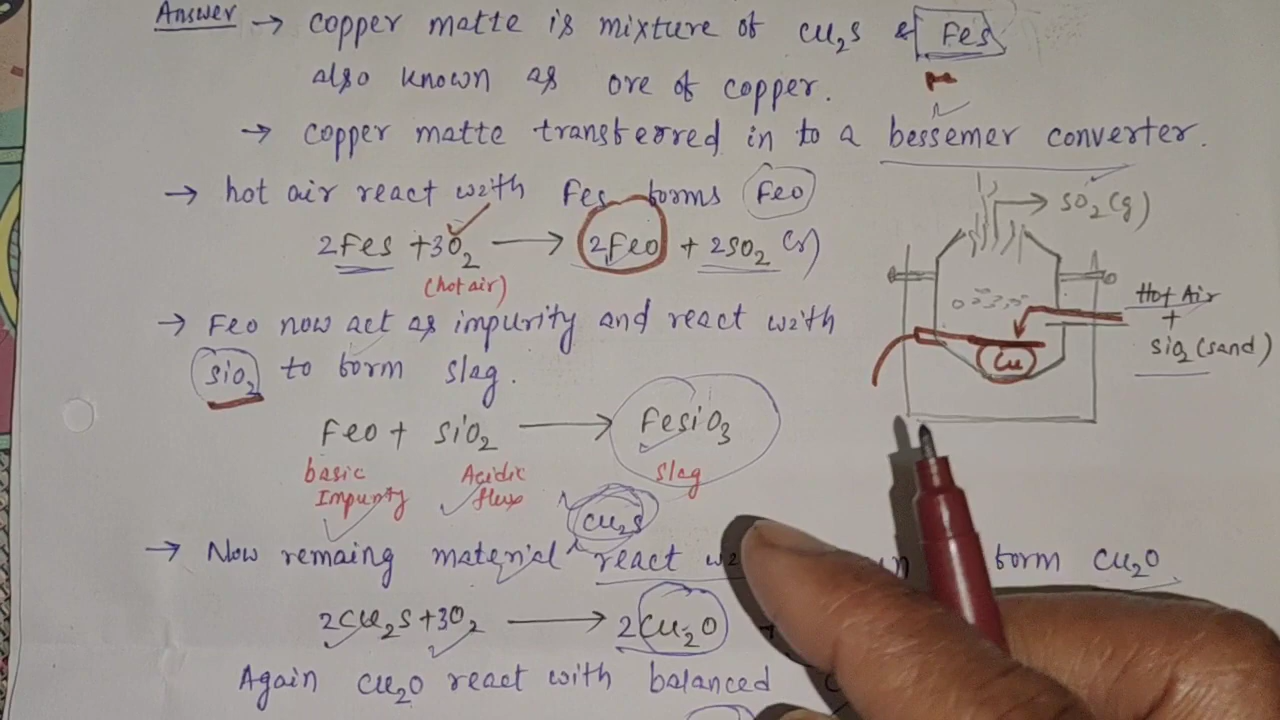 Answer → copper matte is mixture of Cu₂S & FeS
also known as ore of copper.
→ copper matte transferred in to a bessemer converter.
→ hot air react with FeS forms FeO
2FeS + 3O₂ → 2FeO + 2SO₂
(hot air)
→ FeO now act as impurity and react with
SiO₂ to form slag.
FeO + SiO₂ → FeSiO₃
basic Impurity
Acidic flux
slag
Cu₂S
→ Now remaing material react form Cu₂O
2Cu₂S + 3O₂ → 2Cu₂O
Again Cu₂O react with balanced
SO₂(g)
Hot Air
+
SiO₂ (sand)
Cu